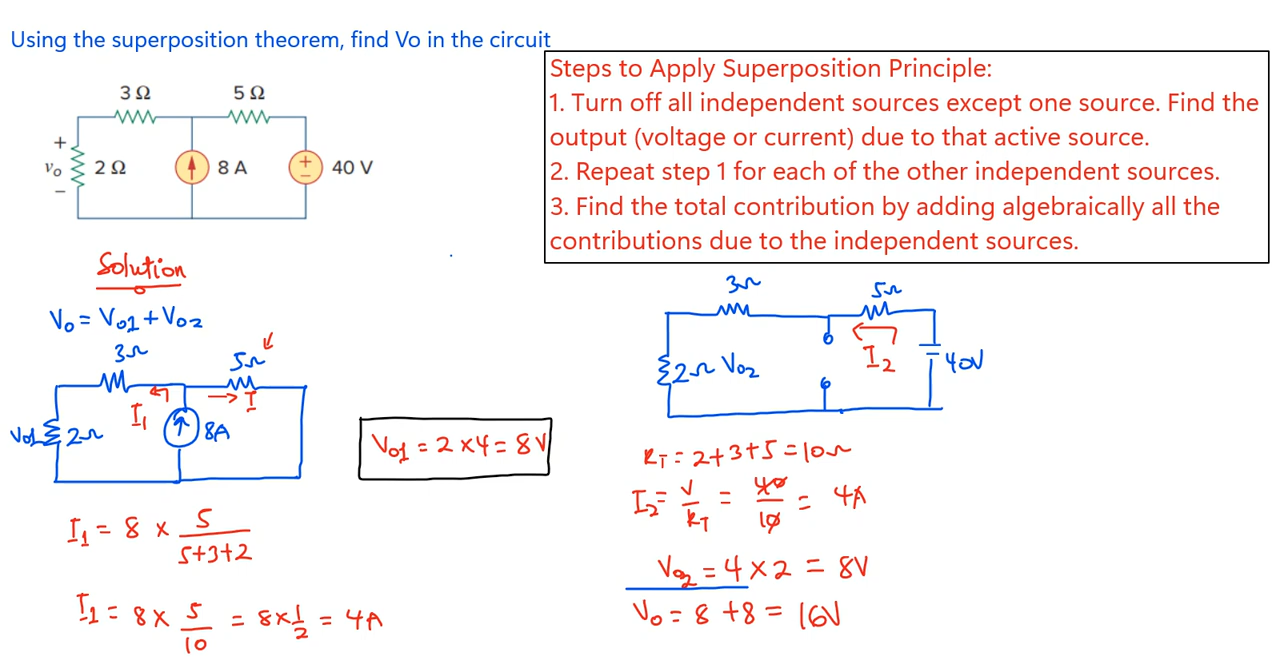 Using the superposition theorem, find Vo in the circuit
3 Ω
5 Ω
+
vo
−
2 Ω
8 A
+
−
40 V
Steps to Apply Superposition Principle:
1. Turn off all independent sources except one source. Find the
output (voltage or current) due to that active source.
2. Repeat step 1 for each of the other independent sources.
3. Find the total contribution by adding algebraically all the
contributions due to the independent sources.
Solution
Vo = Vo1 + Vo2
3Ω
5Ω
I1
I
Vo1
2Ω
8A
Vo1 = 2 × 4 = 8V
I1 = 8 × 5/(5+3+2)
I1 = 8 × 5/10 = 8 × 1/2 = 4A
3Ω
5Ω
I2
2Ω Vo2
40V
RT = 2+3+5 = 10Ω
I2 = V/RT = 40/10 = 4A
Vo2 = 4 × 2 = 8V
Vo = 8 + 8 = 16V